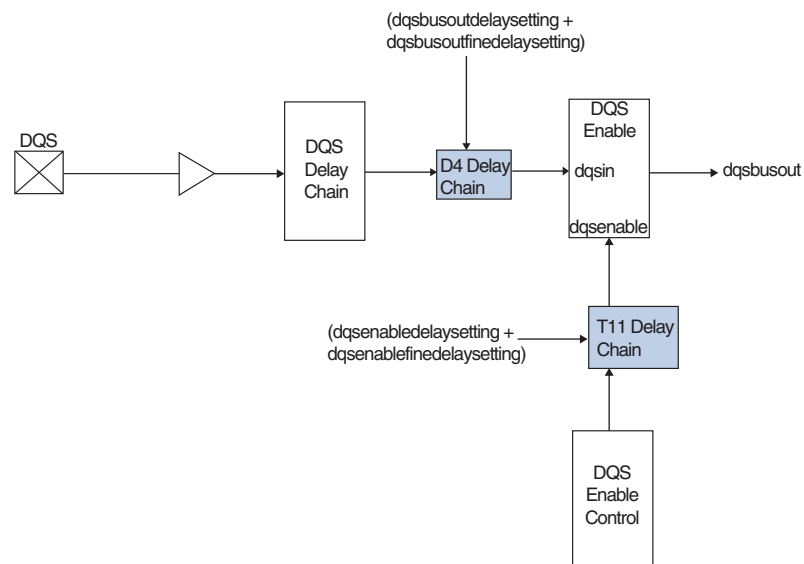 (dqsbusoutdelaysetting +
dqsbusoutfinedelaysetting)
DQS
DQS
Delay
Chain
D4 Delay
Chain
DQS
Enable
dqsin
dqsenable
dqsbusout
(dqsenabledelaysetting +
dqsenablefinedelaysetting)
T11 Delay
Chain
DQS
Enable
Control